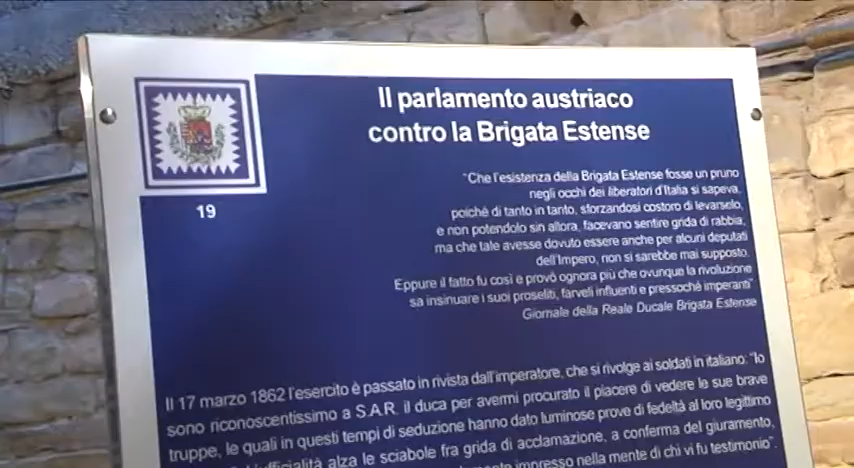 19
Il parlamento austriaco
contro la Brigata Estense
"Che l'esistenza della Brigata Estense fosse un pruno
negli occhi dei liberatori d'Italia si sapeva,
poiché di tanto in tanto, sforzandosi costoro di levarselo,
e non potendolo sin allora, facevano sentire grida di rabbia,
ma che tale avesse dovuto essere anche per alcuni deputati
dell'Impero, non si sarebbe mai supposto.
Eppure il fatto fu così e provò ognora più che ovunque la rivoluzione
sa insinuare i suoi proseliti, farveli influenti e pressoché imperanti"
Giornale della Reale Ducale Brigata Estense
Il 17 marzo 1862 l'esercito è passato in rivista dall'imperatore, che si rivolge ai soldati in italiano: "Io
sono riconoscentissimo a S.A.R. il duca per avermi procurato il piacere di vedere le sue brave
truppe, le quali in questi tempi di seduzione hanno dato luminose prove di fedeltà al loro legittimo
alza le sciabole fra grida di acclamazione, a conferma del giuramento,
impresso nella mente di chi vi fu testimonio".